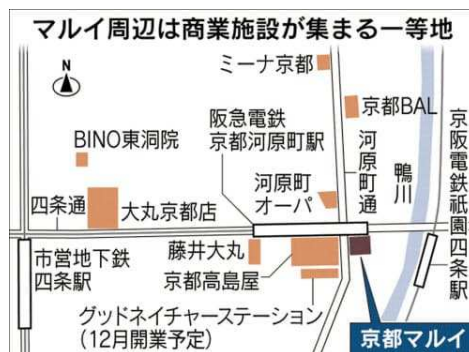 マルイ周辺は商業施設が集まる一等地
N
ミーナ京都
京都BAL
BINO東洞院
阪急電鉄
京都河原町駅
河原町通
鴨川
京阪電鉄祇園四条駅
四条通
大丸京都店
河原町
オーパ
市営地下鉄
四条駅
藤井大丸
京都高島屋
グッドネイチャーステーション
(12月開業予定)
京都マルイ